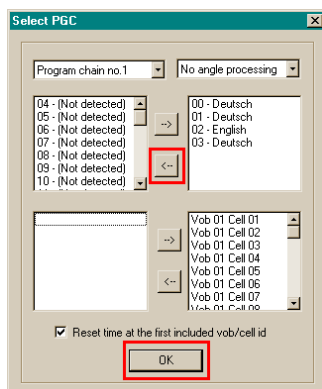 Select PGC
Program chain no.1
No angle processing
04 - (Not detected)
05 - (Not detected)
06 - (Not detected)
07 - (Not detected)
08 - (Not detected)
09 - (Not detected)
10 - (Not detected)
-->
<--
00 - Deutsch
01 - Deutsch
02 - English
03 - Deutsch
-->
<--
Vob 01 Cell 01
Vob 01 Cell 02
Vob 01 Cell 03
Vob 01 Cell 04
Vob 01 Cell 05
Vob 01 Cell 06
Vob 01 Cell 07
Vob 01 Cell 08
Reset time at the first included vob/cell id
OK